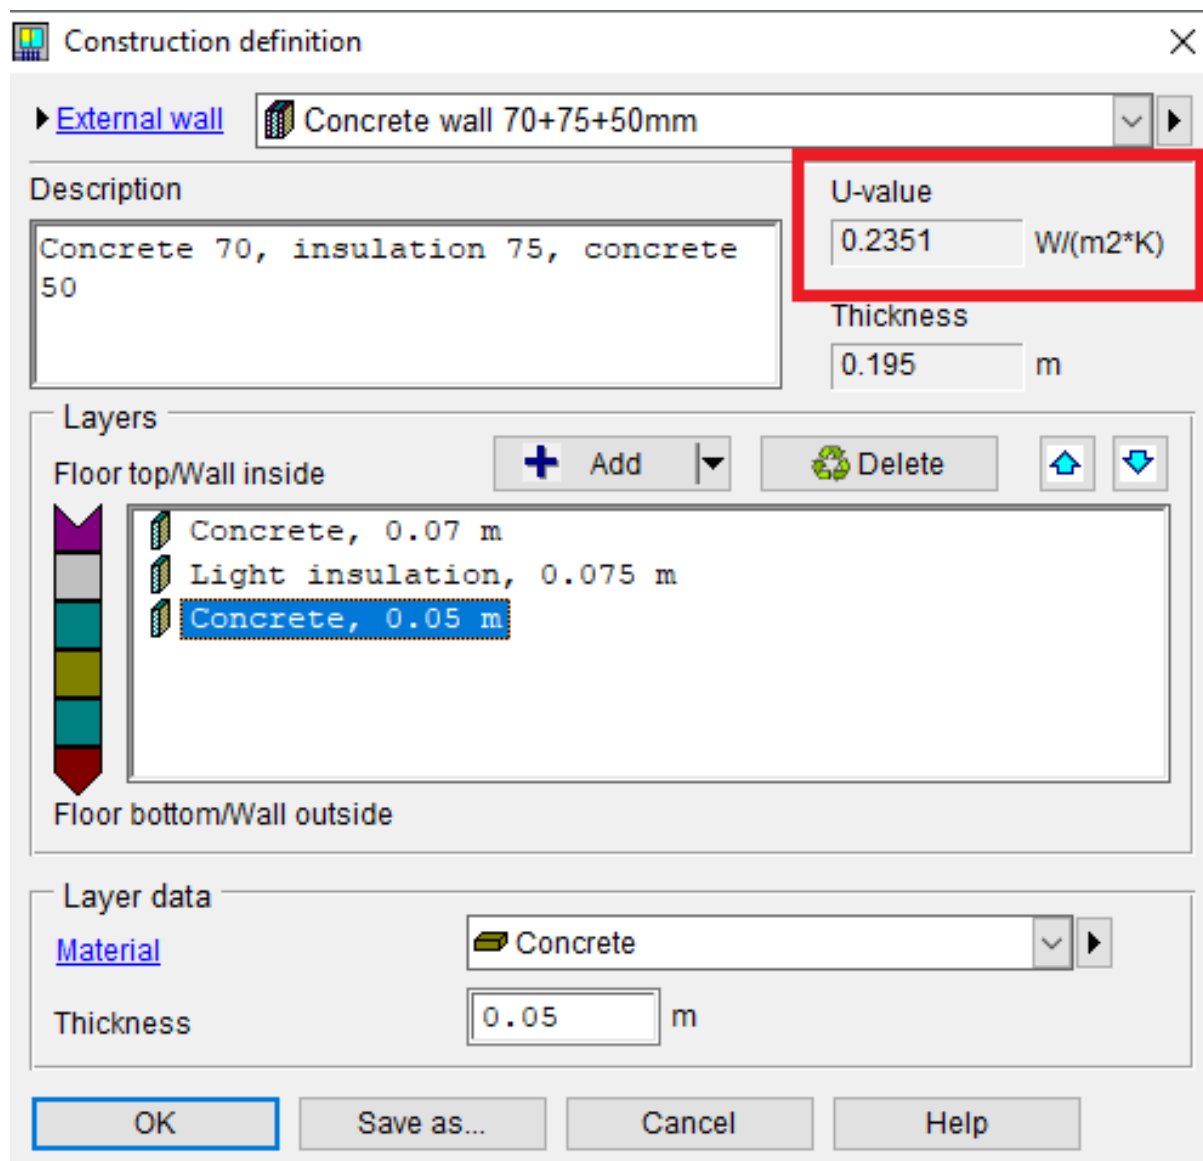 Construction definition
External wall
Concrete wall 70+75+50mm
Description
U-value
Concrete 70, insulation 75, concrete
50
0.2351 W/(m2*K)
Thickness
0.195 m
Layers
Floor top/Wall inside
Add
Delete
Concrete, 0.07 m
Light insulation, 0.075 m
Concrete, 0.05 m
Floor bottom/Wall outside
Layer data
Material
Concrete
Thickness
0.05 m
OK
Save as...
Cancel
Help